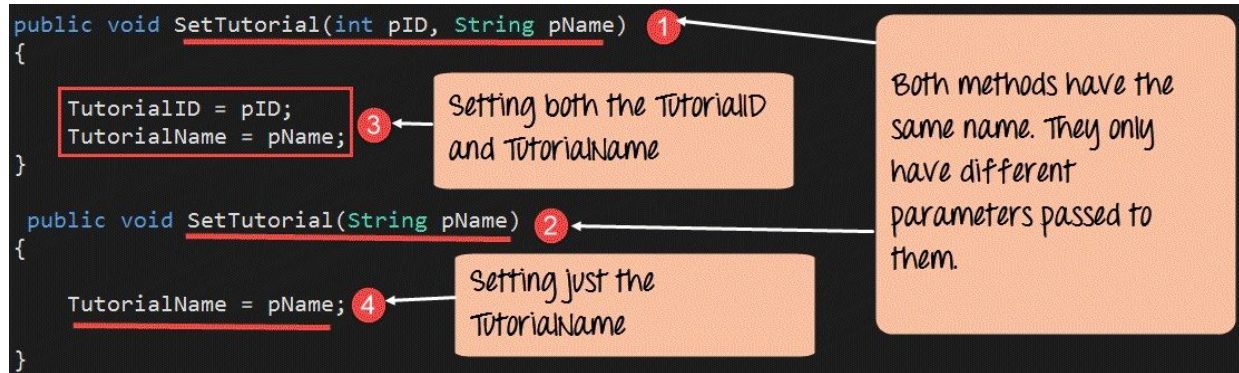 public void SetTutorial(int pID, String pName) 1
{
TutorialID = pID;
TutorialName = pName; 3
}
Setting both the TutorialID
and TutorialName
public void SetTutorial(String pName) 2
{
TutorialName = pName; 4
}
Setting just the
TutorialName
Both methods have the
same name. They only
have different
parameters passed to
them.